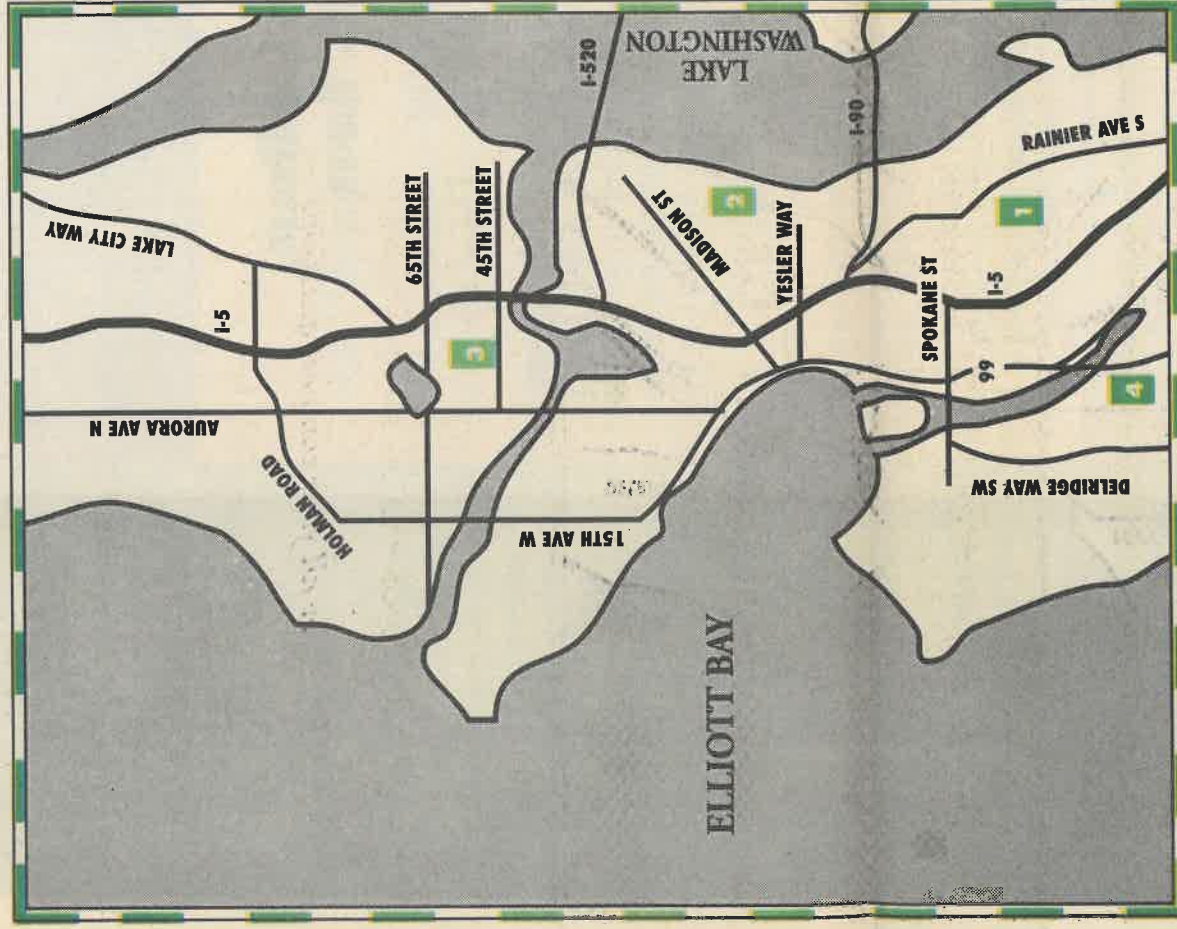 LAKE
WASHINGTON
I-520
I-90
LAKE CITY WAY
RAINIER AVE S
65TH STREET
45TH STREET
MADISON ST
2
1
YESLER WAY
I-5
SPOKANE ST
I-5
3
99
4
AURORA AVE N
HOLMAN ROAD
15TH AVE W
DELRIDGE WAY SW
ELLIOTT BAY